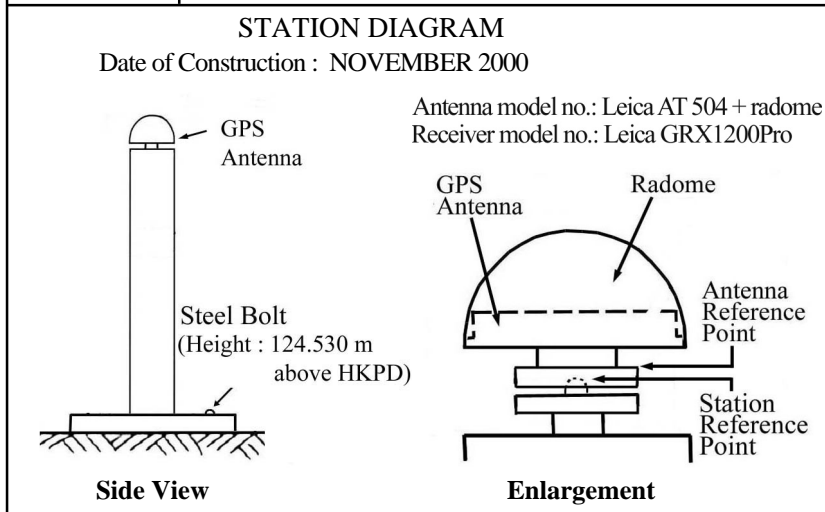 STATION DIAGRAM
Date of Construction : NOVEMBER 2000
GPS
Antenna
Steel Bolt
(Height : 124.530 m
above HKPD)
Side View
Antenna model no.: Leica AT 504 + radome
Receiver model no.: Leica GRX1200Pro
GPS
Antenna
Radome
Antenna
Reference
Point
Station
Reference
Point
Enlargement